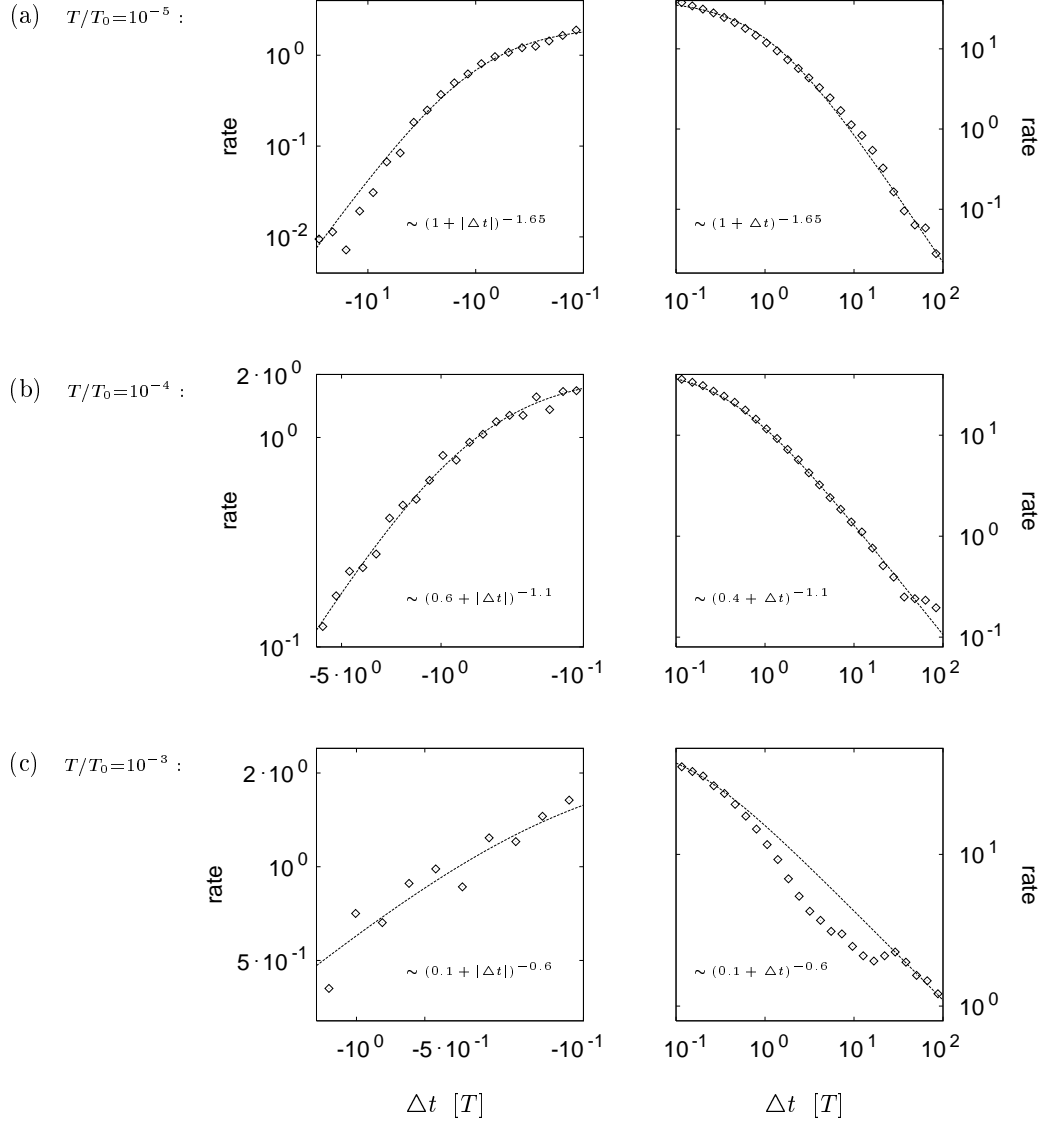 (a) T/T₀=10⁻⁵ :
10⁰
10⁻¹
10⁻²
rate
∼ (1 + |△t|)⁻¹·⁶⁵
-10¹ -10⁰ -10⁻¹
10¹
10⁰
10⁻¹
rate
∼ (1 + △t)⁻¹·⁶⁵
10⁻¹ 10⁰ 10¹ 10²
(b) T/T₀=10⁻⁴ :
2·10⁰
10⁰
10⁻¹
rate
∼ (0.6 + |△t|)⁻¹·¹
-5·10⁰ -10⁰ -10⁻¹
10¹
10⁰
10⁻¹
rate
∼ (0.4 + △t)⁻¹·¹
10⁻¹ 10⁰ 10¹ 10²
(c) T/T₀=10⁻³ :
2·10⁰
10⁰
5·10⁻¹
rate
∼ (0.1 + |△t|)⁻⁰·⁶
-10⁰ -5·10⁻¹ -10⁻¹
△t [T]
10¹
10⁰
rate
∼ (0.1 + △t)⁻⁰·⁶
10⁻¹ 10⁰ 10¹ 10²
△t [T]